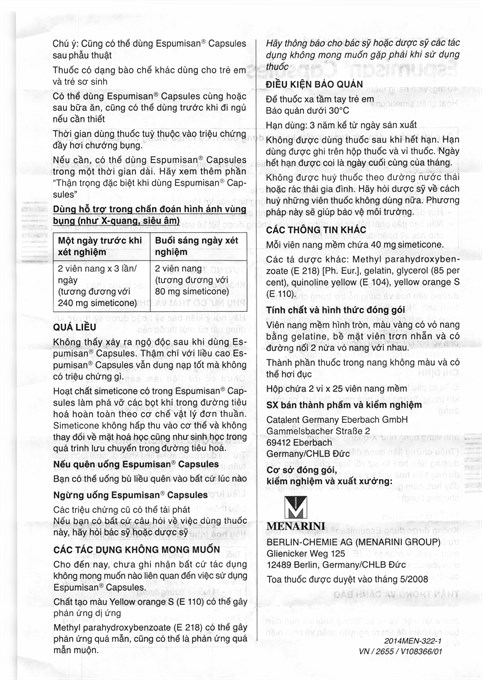 Chú ý: Cũng có thể dùng Espumisan® Capsules
sau phẫu thuật
Thuốc có dạng bào chế khác dùng cho trẻ em
và trẻ sơ sinh
Có thể dùng Espumisan® Capsules cùng hoặc
sau bữa ăn, cũng có thể dùng trước khi đi ngủ
nếu cần thiết
Thời gian dùng thuốc tuỳ thuộc vào triệu chứng
đầy hơi chướng bụng.
Nếu cần, có thể dùng Espumisan® Capsules
trong một thời gian dài. Hãy xem thêm phần
“Thận trọng đặc biệt khi dùng Espumisan® Cap-
sules”
Dùng hỗ trợ trong chẩn đoán hình ảnh vùng
bụng (như X-quang, siêu âm)
Một ngày trước khi
xét nghiệm
Buổi sáng ngày xét
nghiệm
2 viên nang x 3 lần/
ngày
(tương đương với
240 mg simeticone)
2 viên nang
(tương đương với
80 mg simeticone)
QUÁ LIỀU
Không thấy xảy ra ngộ độc sau khi dùng Es-
pumisan® Capsules. Thậm chí với liều cao Es-
pumisan® Capsules vẫn dung nạp tốt mà không
có triệu chứng gì.
Hoạt chất simeticone có trong Espumisan® Cap-
sules làm phá vỡ các bọt khí trong đường tiêu
hoá hoàn toàn theo cơ chế vật lý đơn thuần.
Simeticone không hấp thu vào cơ thể và không
thay đổi về mặt hoá học cũng như sinh học trong
quá trình lưu chuyển trong đường tiêu hoá.
Nếu quên uống Espumisan® Capsules
Bạn có thể uống bù liều quên vào bất cứ lúc nào
Ngừng uống Espumisan® Capsules
Các triệu chứng cũ có thể tái phát
Nếu bạn có bất cứ câu hỏi về việc dùng thuốc
này, hãy hỏi bác sỹ hoặc dược sỹ
CÁC TÁC DỤNG KHÔNG MONG MUỐN
Cho đến nay, chưa ghi nhận bất cứ tác dụng
không mong muốn nào liên quan đến việc sử dụng
Espumisan® Capsules.
Chất tạo màu Yellow orange S (E 110) có thể gây
phản ứng dị ứng
Methyl parahydroxybenzoate (E 218) có thể gây
phản ứng quá mẫn, cũng có thể là phản ứng quá
mẫn muộn.
Hãy thông báo cho bác sỹ hoặc dược sỹ các tác
dụng không mong muốn gặp phải khi sử dụng
thuốc
ĐIỀU KIỆN BẢO QUẢN
Để thuốc xa tầm tay trẻ em
Bảo quản dưới 30°C
Hạn dùng: 3 năm kể từ ngày sản xuất
Không được dùng thuốc sau khi hết hạn. Hạn
dùng được ghi trên hộp thuốc và vỉ thuốc. Ngày
hết hạn được coi là ngày cuối cùng của tháng.
Không được huỷ thuốc theo đường nước thải
hoặc rác thải gia đình. Hãy hỏi dược sỹ về cách
huỷ những viên thuốc không dùng nữa. Phương
pháp này sẽ giúp bảo vệ môi trường.
CÁC THÔNG TIN KHÁC
Mỗi viên nang mềm chứa 40 mg simeticone.
Các tá dược khác: Methyl parahydroxyben-
zoate (E 218) [Ph. Eur.], gelatin, glycerol (85 per
cent), quinoline yellow (E 104), yellow orange S
(E 110).
Tính chất và hình thức đóng gói
Viên nang mềm hình tròn, màu vàng có vỏ nang
bằng gelatine, bề mặt viên trơn nhẵn và có
đường nối 2 nửa vỏ nang với nhau.
Thành phần thuốc trong nang không màu và có
thể hơi đục
Hộp chứa 2 vỉ x 25 viên nang mềm
SX bán thành phẩm và kiểm nghiệm
Catalent Germany Eberbach GmbH
Gammelsbacher Straße 2
69412 Eberbach
Germany/CHLB Đức
Cơ sở đóng gói,
kiểm nghiệm và xuất xưởng:
MENARINI
BERLIN-CHEMIE AG (MENARINI GROUP)
Glienicker Weg 125
12489 Berlin, Germany/CHLB Đức
Toa thuốc được duyệt vào tháng 5/2008
2014MEN-322-1
VN / 2655 / V108366/01